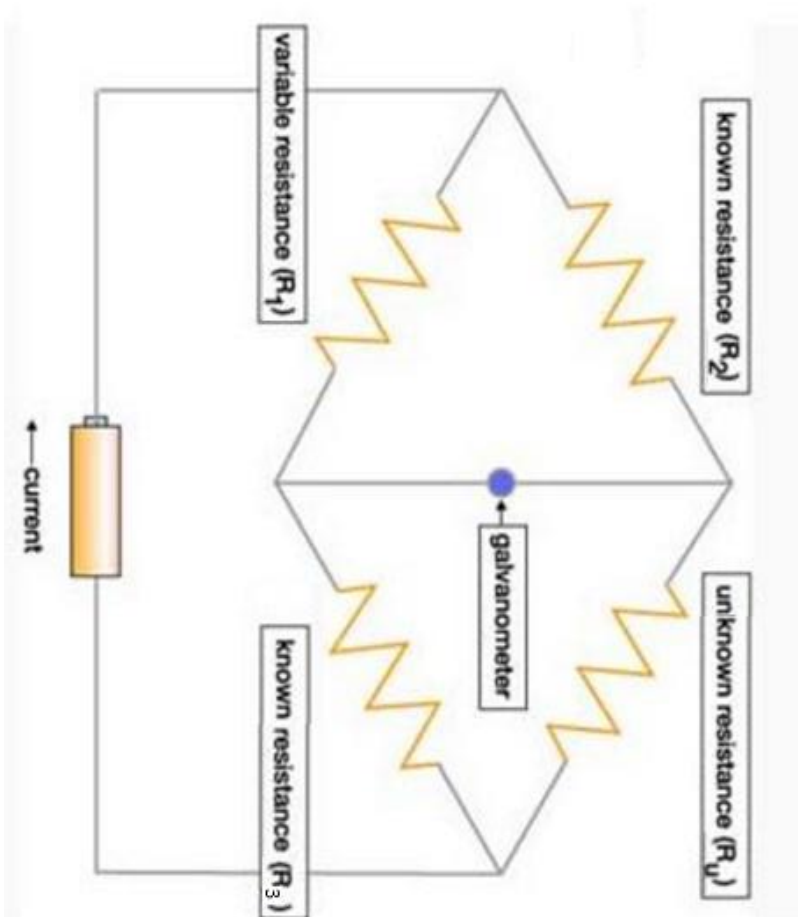 known resistance (R2)
unknown resistance (Ru)
galvanometer
variable resistance (R1)
known resistance (R3)
current